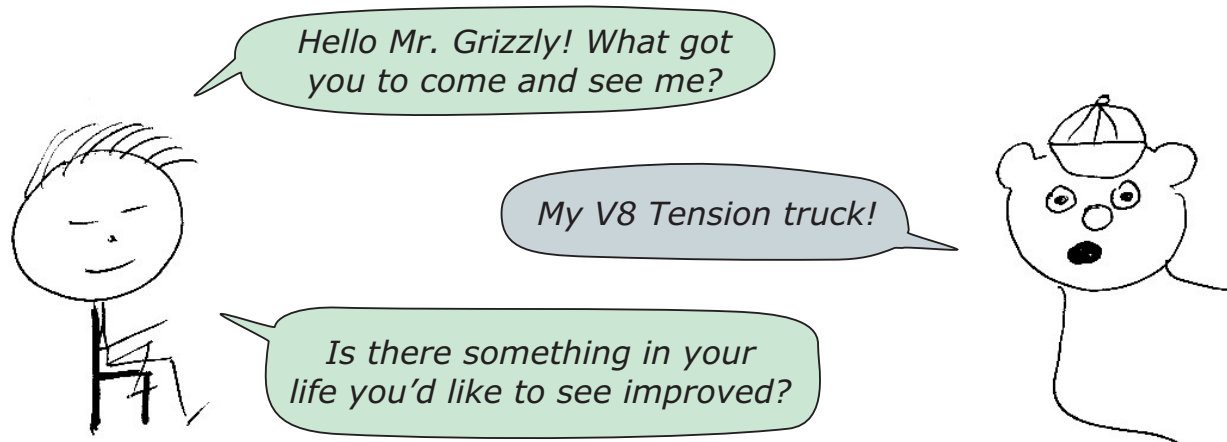 Hello Mr. Grizzly! What got
you to come and see me?
My V8 Tension truck!
Is there something in your
life you’d like to see improved?